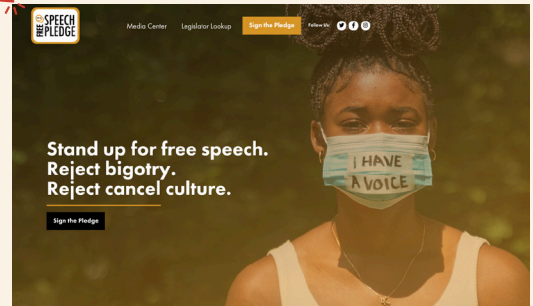 FREE SPEECH PLEDGE
Media Center
Legislator Lookup
Sign the Pledge
Follow Us:
Stand up for free speech.
Reject bigotry.
Reject cancel culture.
Sign the Pledge
I HAVE
A VOICE